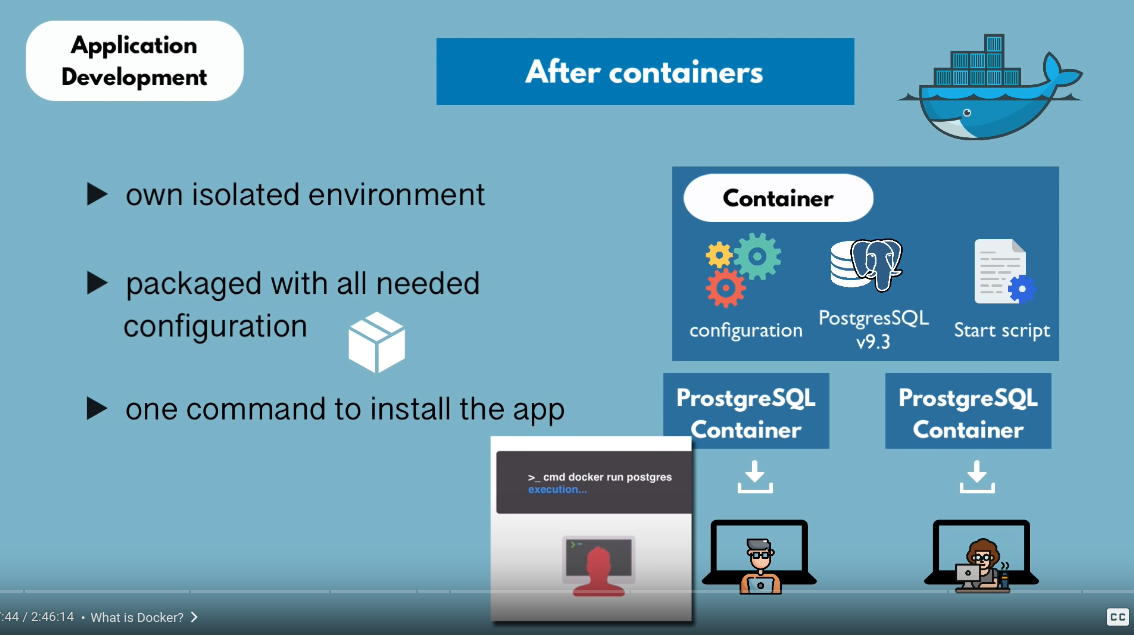 Application
Development
After containers
own isolated environment
packaged with all needed
configuration
one command to install the app
Container
configuration
PostgresSQL
v9.3
Start script
ProstgreSQL
Container
ProstgreSQL
Container
>_ cmd docker run postgres
execution...
:44 / 2:46:14 • What is Docker? >
CC